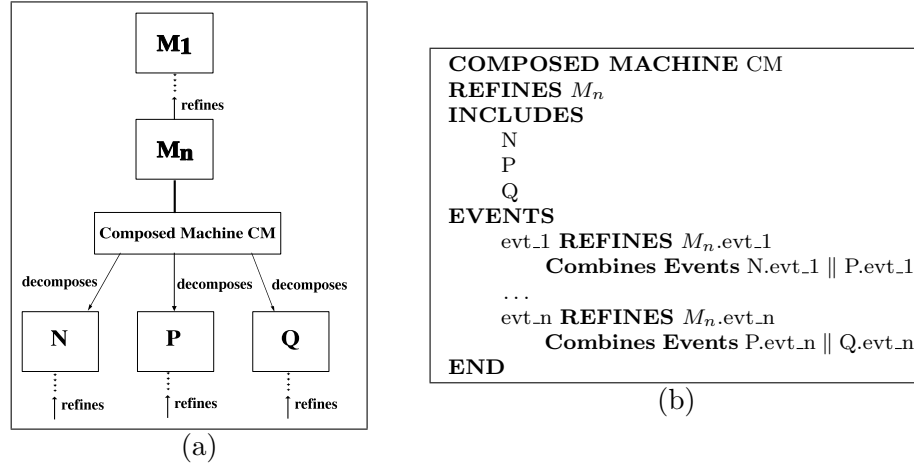 M1
refines
Mn
Composed Machine CM
decomposes
decomposes
decomposes
N
P
Q
refines
refines
refines
(a)
COMPOSED MACHINE CM
REFINES Mn
INCLUDES
N
P
Q
EVENTS
evt_1 REFINES Mn.evt_1
Combines Events N.evt_1 ∥ P.evt_1
...
evt_n REFINES Mn.evt_n
Combines Events P.evt_n ∥ Q.evt_n
END
(b)